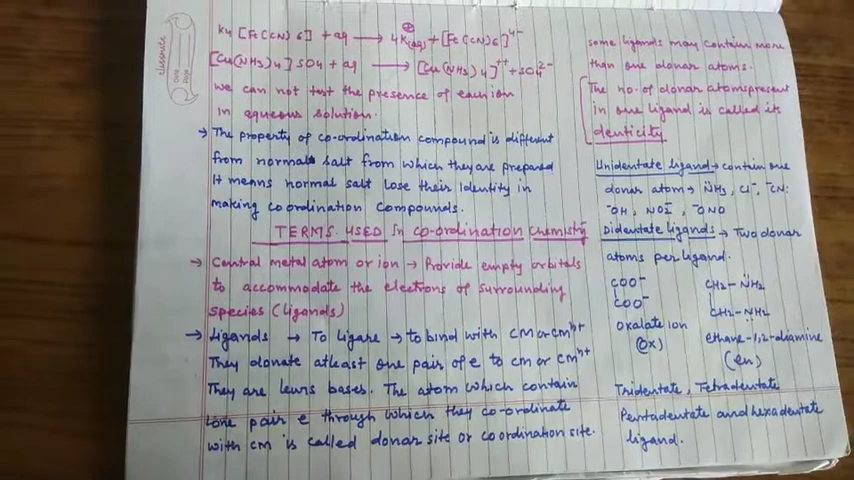 K4 [Fe(CN)6] + aq → 4K⊕(aq) + [Fe(CN)6]4-
[Cu(NH3)4]SO4 + aq → [Cu(NH3)4]++ + SO4 2-
we can not test the presence of each ion
in aqueous solution.
→ The property of co-ordination compound is different
from normal salt from which they are prepared
It means normal salt lose their Identity in
making coordination compounds.
TERMS USED In co-ordination chemistry
→ Central metal atom or ion → Provide empty orbitals
to accommodate the electrons of surrounding
species (ligands)
→ ligands → To ligare → to bind with CM or CMn+
They donate atleast one pair of e to cm or cmn+
They are lewis bases. The atom which contain
lone pair e through which they co-ordinate
with CM is called donar site or coordination site.
classmate
Date
Page
some ligands may contain more
than one donar atoms.
The no. of donar atoms present
in one ligand is called its
denticity
Unidentate ligand → contain one
donar atom → N̈H3, Cl-, -CN:
-OH, NO2-, -ONO
Didentate ligands → Two donar
atoms per ligand.
COO- CH2-N̈H2
COO- CH2-NH2
oxalate ion ethane-1,2-diamine
(ox) (en)
Tridentate, Tetradentate
Pentadentate and hexadentate
ligand.